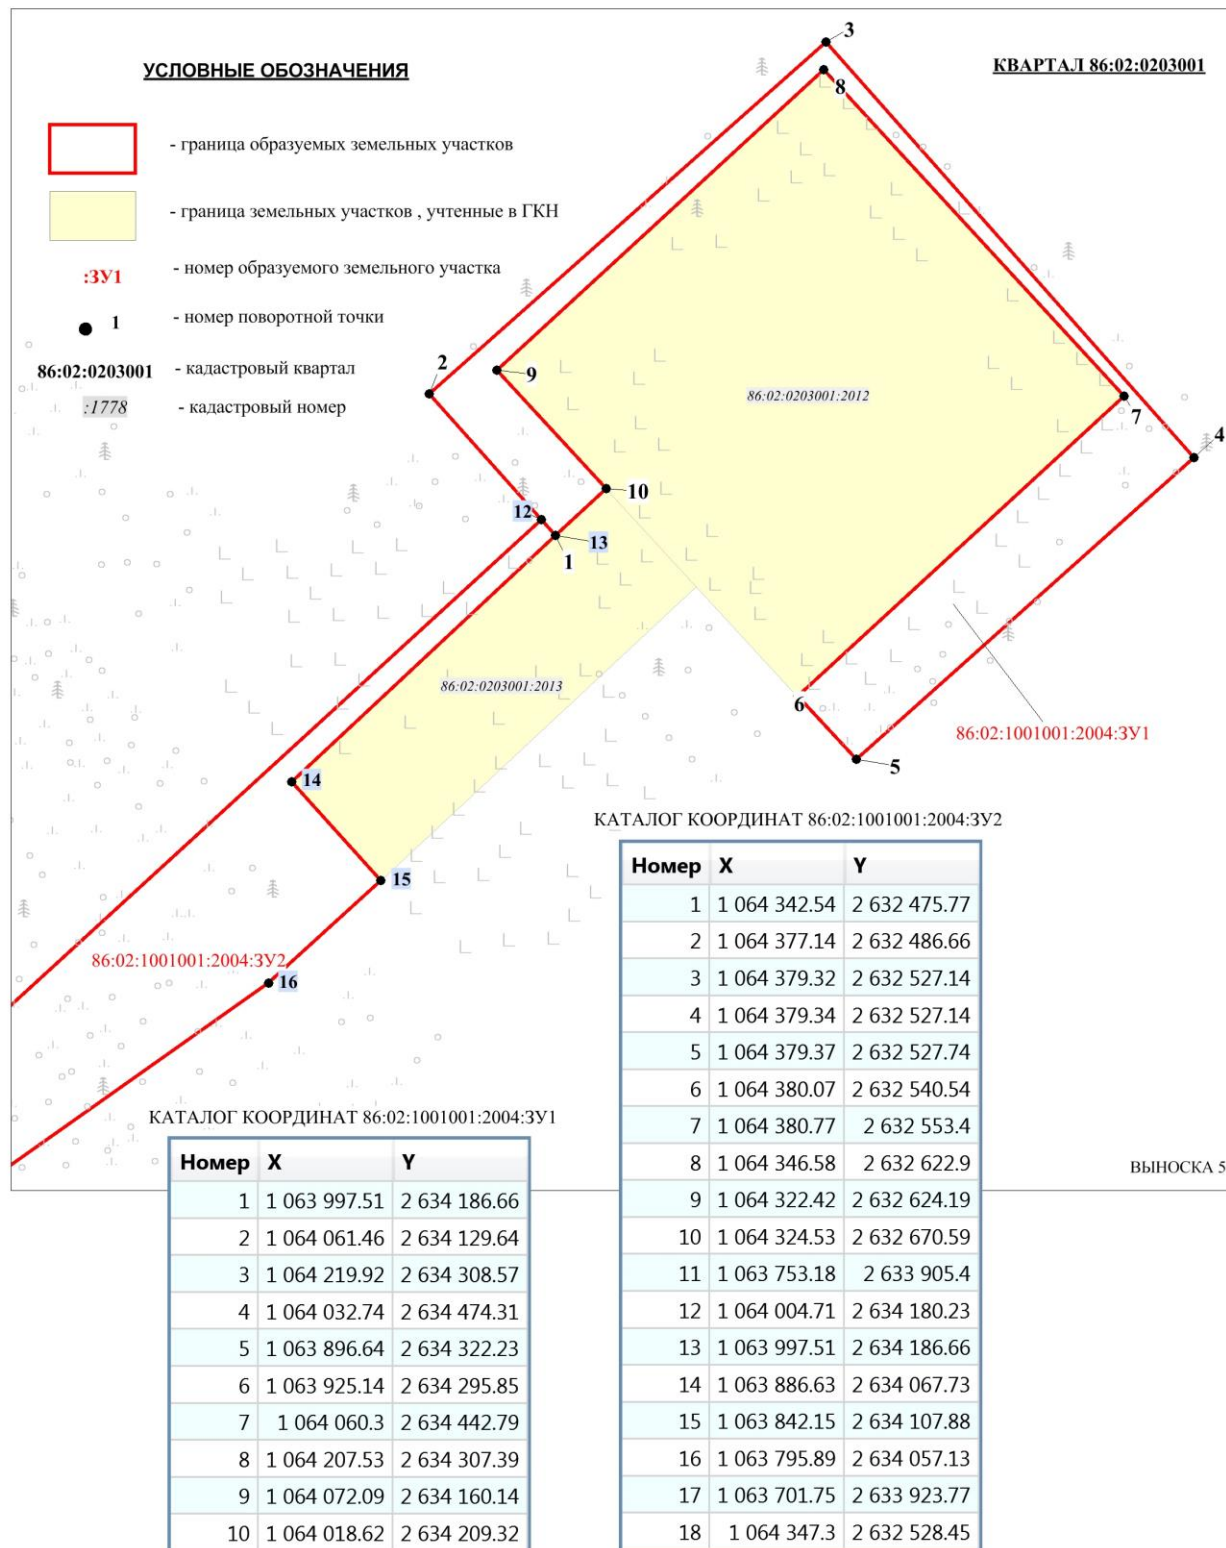 УСЛОВНЫЕ ОБОЗНАЧЕНИЯ
КВАРТАЛ 86:02:0203001
- граница образуемых земельных участков
- граница земельных участков , учтенные в ГКН
:ЗУ1 - номер образуемого земельного участка
1 - номер поворотной точки
86:02:0203001 - кадастровый квартал
:1778 - кадастровый номер
3
8
2
9
86:02:0203001:2012
7
4
10
12
13
1
86:02:0203001:2013
6
86:02:1001001:2004:ЗУ1
5
14
15
86:02:1001001:2004:ЗУ2
16
КАТАЛОГ КООРДИНАТ 86:02:1001001:2004:ЗУ2
Номер X Y
1 1 064 342.54 2 632 475.77
2 1 064 377.14 2 632 486.66
3 1 064 379.32 2 632 527.14
4 1 064 379.34 2 632 527.14
5 1 064 379.37 2 632 527.74
6 1 064 380.07 2 632 540.54
7 1 064 380.77 2 632 553.4
8 1 064 346.58 2 632 622.9
9 1 064 322.42 2 632 624.19
10 1 064 324.53 2 632 670.59
11 1 063 753.18 2 633 905.4
12 1 064 004.71 2 634 180.23
13 1 063 997.51 2 634 186.66
14 1 063 886.63 2 634 067.73
15 1 063 842.15 2 634 107.88
16 1 063 795.89 2 634 057.13
17 1 063 701.75 2 633 923.77
18 1 064 347.3 2 632 528.45
КАТАЛОГ КООРДИНАТ 86:02:1001001:2004:ЗУ1
Номер X Y
1 1 063 997.51 2 634 186.66
2 1 064 061.46 2 634 129.64
3 1 064 219.92 2 634 308.57
4 1 064 032.74 2 634 474.31
5 1 063 896.64 2 634 322.23
6 1 063 925.14 2 634 295.85
7 1 064 060.3 2 634 442.79
8 1 064 207.53 2 634 307.39
9 1 064 072.09 2 634 160.14
10 1 064 018.62 2 634 209.32
ВЫНОСКА 5